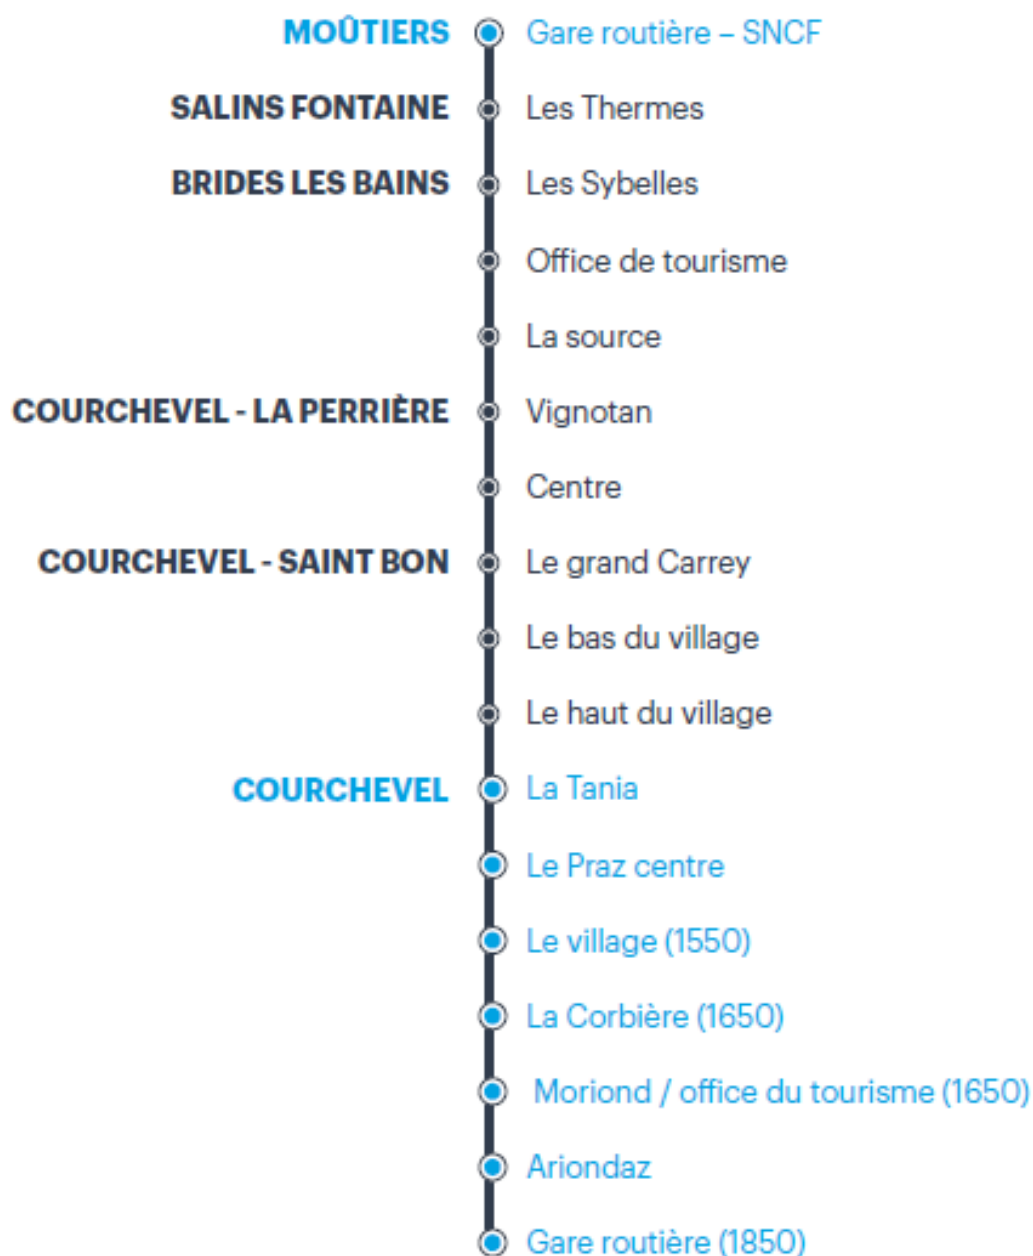 MOÛTIERS Gare routière – SNCF
SALINS FONTAINE Les Thermes
BRIDES LES BAINS Les Sybelles
Office de tourisme
La source
COURCHEVEL - LA PERRIÈRE Vignotan
Centre
COURCHEVEL - SAINT BON Le grand Carrey
Le bas du village
Le haut du village
COURCHEVEL La Tania
Le Praz centre
Le village (1550)
La Corbière (1650)
Moriond / office du tourisme (1650)
Ariondaz
Gare routière (1850)